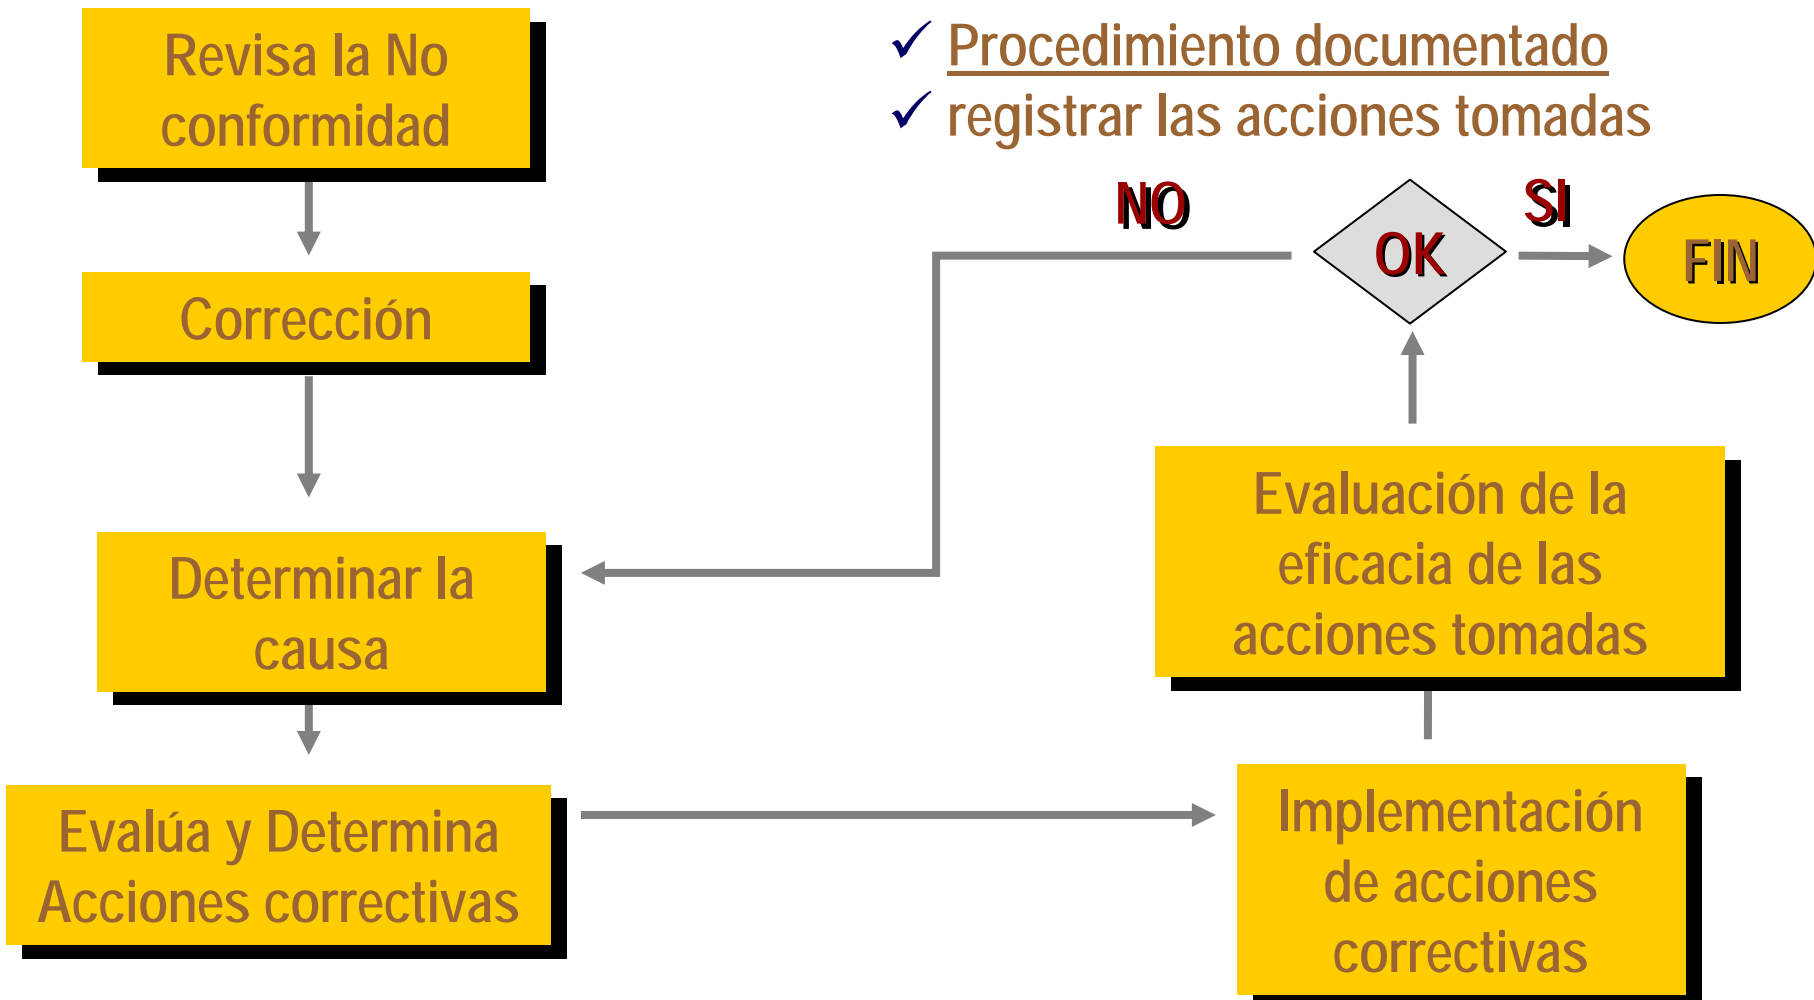 Revisa la No
conformidad
✓ Procedimiento documentado
✓ registrar las acciones tomadas
Corrección
NO
OK
SI
FIN
Determinar la
causa
Evalúa y Determina
Acciones correctivas
Evaluación de la
eficacia de las
acciones tomadas
Implementación
de acciones
correctivas